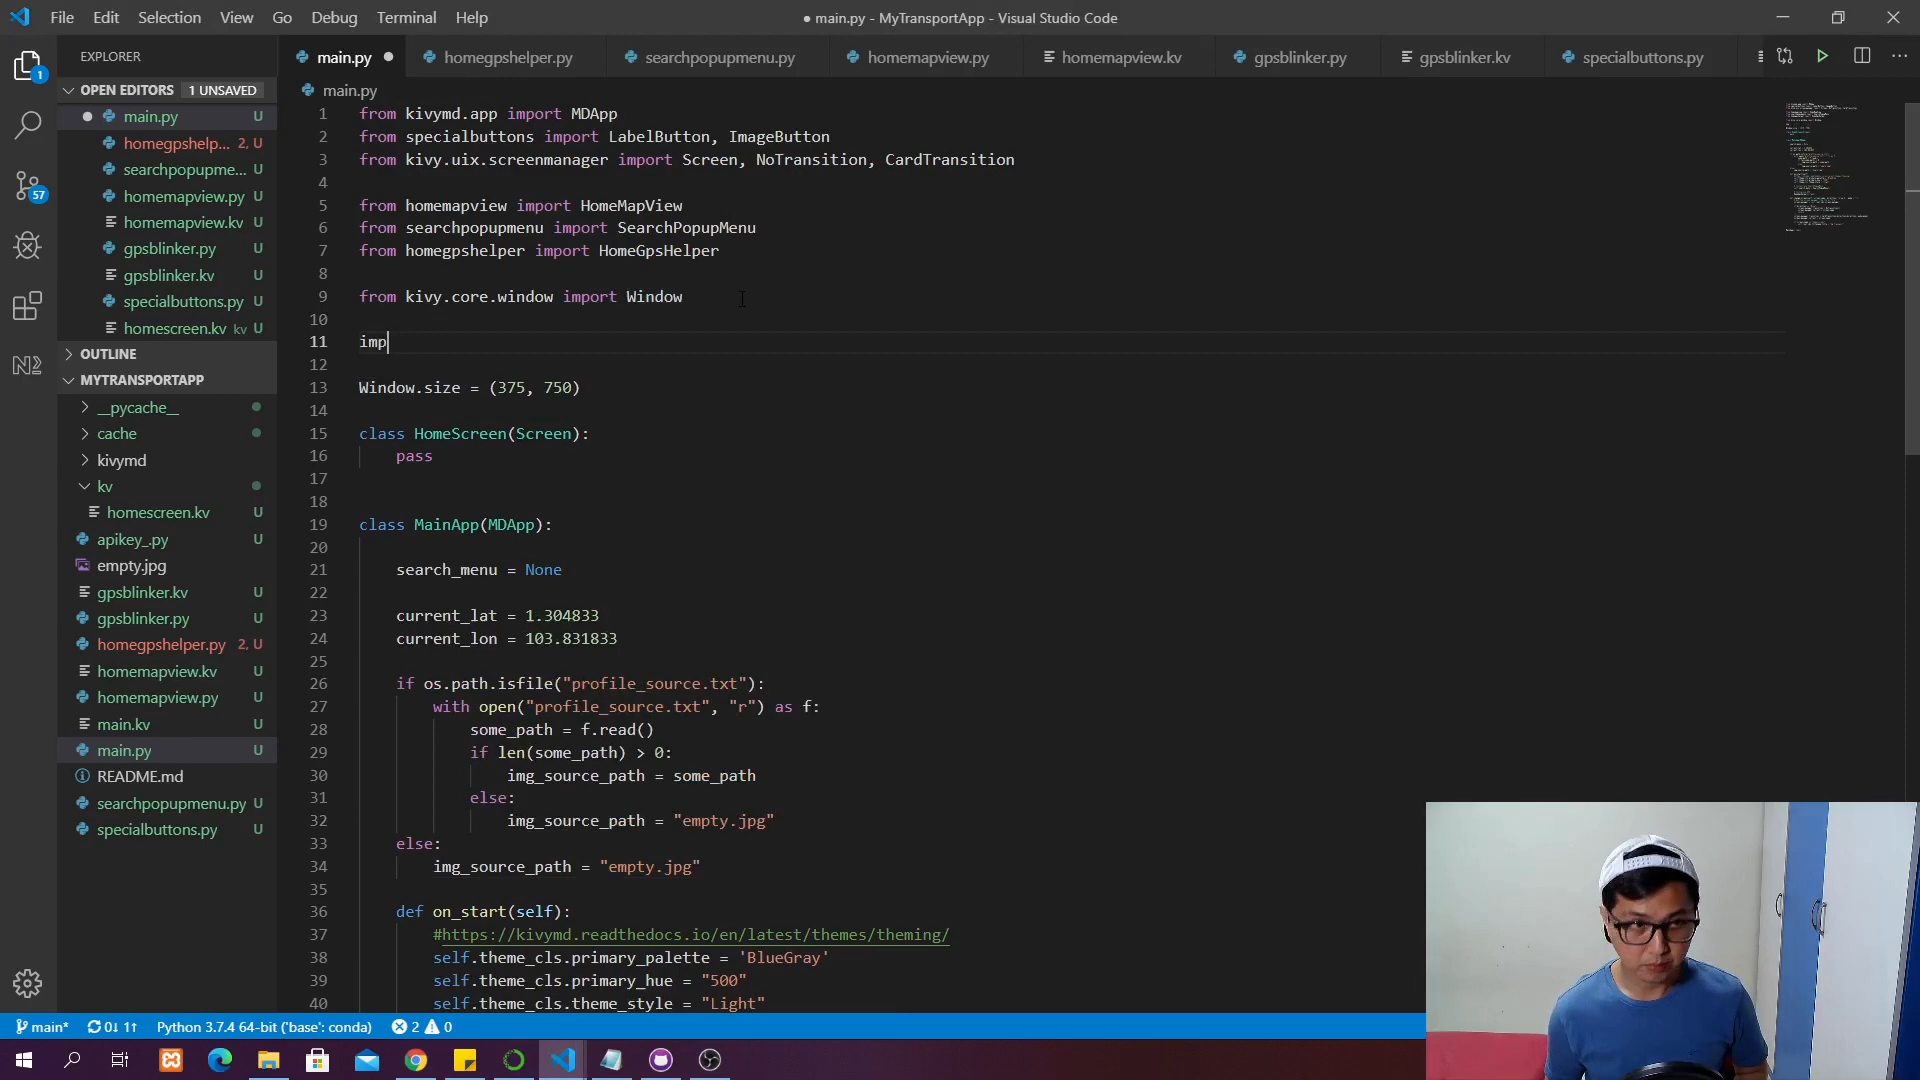 File Edit Selection View Go Debug Terminal Help
● main.py - MyTransportApp - Visual Studio Code
EXPLORER
main.py homegpshelper.py searchpopupmenu.py homemapview.py homemapview.kv gpsblinker.py gpsblinker.kv specialbuttons.py
OPEN EDITORS 1 UNSAVED
main.py U
homegpshelp... 2, U
searchpopupme... U
homemapview.py U
homemapview.kv U
gpsblinker.py U
gpsblinker.kv U
specialbuttons.py U
homescreen.kv kv U
OUTLINE
MYTRANSPORTAPP
__pycache__
cache
kivymd
kv
homescreen.kv U
apikey_.py U
empty.jpg
gpsblinker.kv U
gpsblinker.py U
homegpshelper.py 2, U
homemapview.kv U
homemapview.py U
main.kv U
main.py U
README.md
searchpopupmenu.py U
specialbuttons.py U
1
57
main.py
1 from kivymd.app import MDApp
2 from specialbuttons import LabelButton, ImageButton
3 from kivy.uix.screenmanager import Screen, NoTransition, CardTransition
4
5 from homemapview import HomeMapView
6 from searchpopupmenu import SearchPopupMenu
7 from homegpshelper import HomeGpsHelper
8
9 from kivy.core.window import Window
10
11 imp
12
13 Window.size = (375, 750)
14
15 class HomeScreen(Screen):
16 pass
17
18
19 class MainApp(MDApp):
20
21 search_menu = None
22
23 current_lat = 1.304833
24 current_lon = 103.831833
25
26 if os.path.isfile("profile_source.txt"):
27 with open("profile_source.txt", "r") as f:
28 some_path = f.read()
29 if len(some_path) > 0:
30 img_source_path = some_path
31 else:
32 img_source_path = "empty.jpg"
33 else:
34 img_source_path = "empty.jpg"
35
36 def on_start(self):
37 #https://kivymd.readthedocs.io/en/latest/themes/theming/
38 self.theme_cls.primary_palette = 'BlueGray'
39 self.theme_cls.primary_hue = "500"
40 self.theme_cls.theme_style = "Light"
main* 0↓ 1↑ Python 3.7.4 64-bit ('base': conda) 2 0